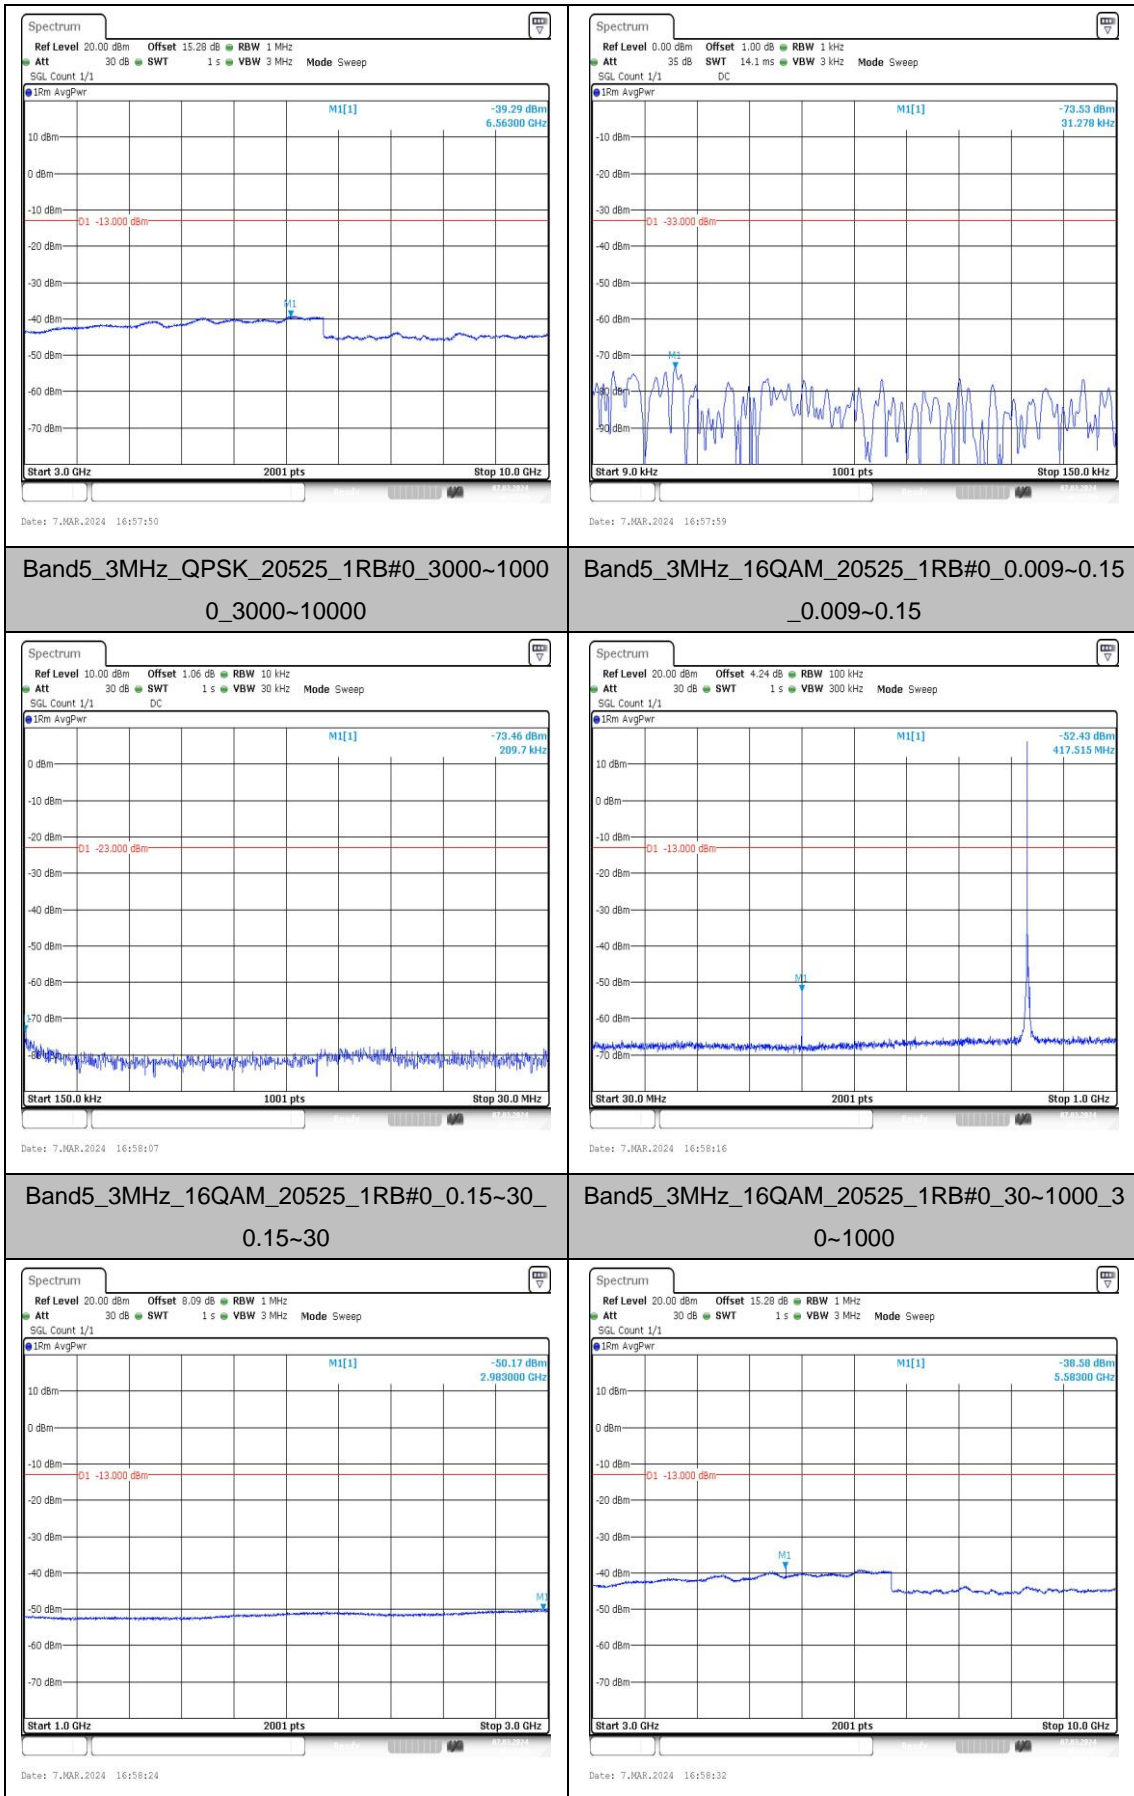 Spectrum
Ref Level 20.00 dBm Offset 15.28 dB RBW 1 MHz
Att 30 dB SWT 1 s VBW 3 MHz Mode Sweep
SGL Count 1/1
1Rm AvgPwr
M1[1] -39.29 dBm
6.56300 GHz
10 dBm
0 dBm
-10 dBm
D1 -13.000 dBm
-20 dBm
-30 dBm
M1
-40 dBm
-50 dBm
-60 dBm
-70 dBm
Start 3.0 GHz 2001 pts Stop 10.0 GHz
Date: 7.MAR.2024 16:57:50
Spectrum
Ref Level 0.00 dBm Offset 1.00 dB RBW 1 kHz
Att 35 dB SWT 14.1 ms VBW 3 kHz Mode Sweep
SGL Count 1/1 DC
1Rm AvgPwr
M1[1] -73.53 dBm
31.278 kHz
-10 dBm
-20 dBm
-30 dBm
D1 -33.000 dBm
-40 dBm
-50 dBm
-60 dBm
-70 dBm
M1
-80 dBm
-90 dBm
Start 9.0 kHz 1001 pts Stop 150.0 kHz
Date: 7.MAR.2024 16:57:59
Band5_3MHz_QPSK_20525_1RB#0_3000~1000
0_3000~10000
Band5_3MHz_16QAM_20525_1RB#0_0.009~0.15
_0.009~0.15
Spectrum
Ref Level 10.00 dBm Offset 1.06 dB RBW 10 kHz
Att 30 dB SWT 1 s VBW 30 kHz Mode Sweep
SGL Count 1/1 DC
1Rm AvgPwr
M1[1] -73.46 dBm
209.7 kHz
0 dBm
-10 dBm
-20 dBm
D1 -23.000 dBm
-30 dBm
-40 dBm
-50 dBm
-60 dBm
-70 dBm
-80 dBm
Start 150.0 kHz 1001 pts Stop 30.0 MHz
Date: 7.MAR.2024 16:58:07
Spectrum
Ref Level 20.00 dBm Offset 4.24 dB RBW 100 kHz
Att 30 dB SWT 1 s VBW 300 kHz Mode Sweep
SGL Count 1/1
1Rm AvgPwr
M1[1] -52.43 dBm
417.515 MHz
10 dBm
0 dBm
-10 dBm
D1 -13.000 dBm
-20 dBm
-30 dBm
-40 dBm
-50 dBm
M1
-60 dBm
-70 dBm
Start 30.0 MHz 2001 pts Stop 1.0 GHz
Date: 7.MAR.2024 16:58:16
Band5_3MHz_16QAM_20525_1RB#0_0.15~30_
0.15~30
Band5_3MHz_16QAM_20525_1RB#0_30~1000_3
0~1000
Spectrum
Ref Level 20.00 dBm Offset 8.09 dB RBW 1 MHz
Att 30 dB SWT 1 s VBW 3 MHz Mode Sweep
SGL Count 1/1
1Rm AvgPwr
M1[1] -50.17 dBm
2.983000 GHz
10 dBm
0 dBm
-10 dBm
D1 -13.000 dBm
-20 dBm
-30 dBm
-40 dBm
M1
-50 dBm
-60 dBm
-70 dBm
Start 1.0 GHz 2001 pts Stop 3.0 GHz
Date: 7.MAR.2024 16:58:24
Spectrum
Ref Level 20.00 dBm Offset 15.28 dB RBW 1 MHz
Att 30 dB SWT 1 s VBW 3 MHz Mode Sweep
SGL Count 1/1
1Rm AvgPwr
M1[1] -38.58 dBm
5.58300 GHz
10 dBm
0 dBm
-10 dBm
D1 -13.000 dBm
-20 dBm
-30 dBm
M1
-40 dBm
-50 dBm
-60 dBm
-70 dBm
Start 3.0 GHz 2001 pts Stop 10.0 GHz
Date: 7.MAR.2024 16:58:32